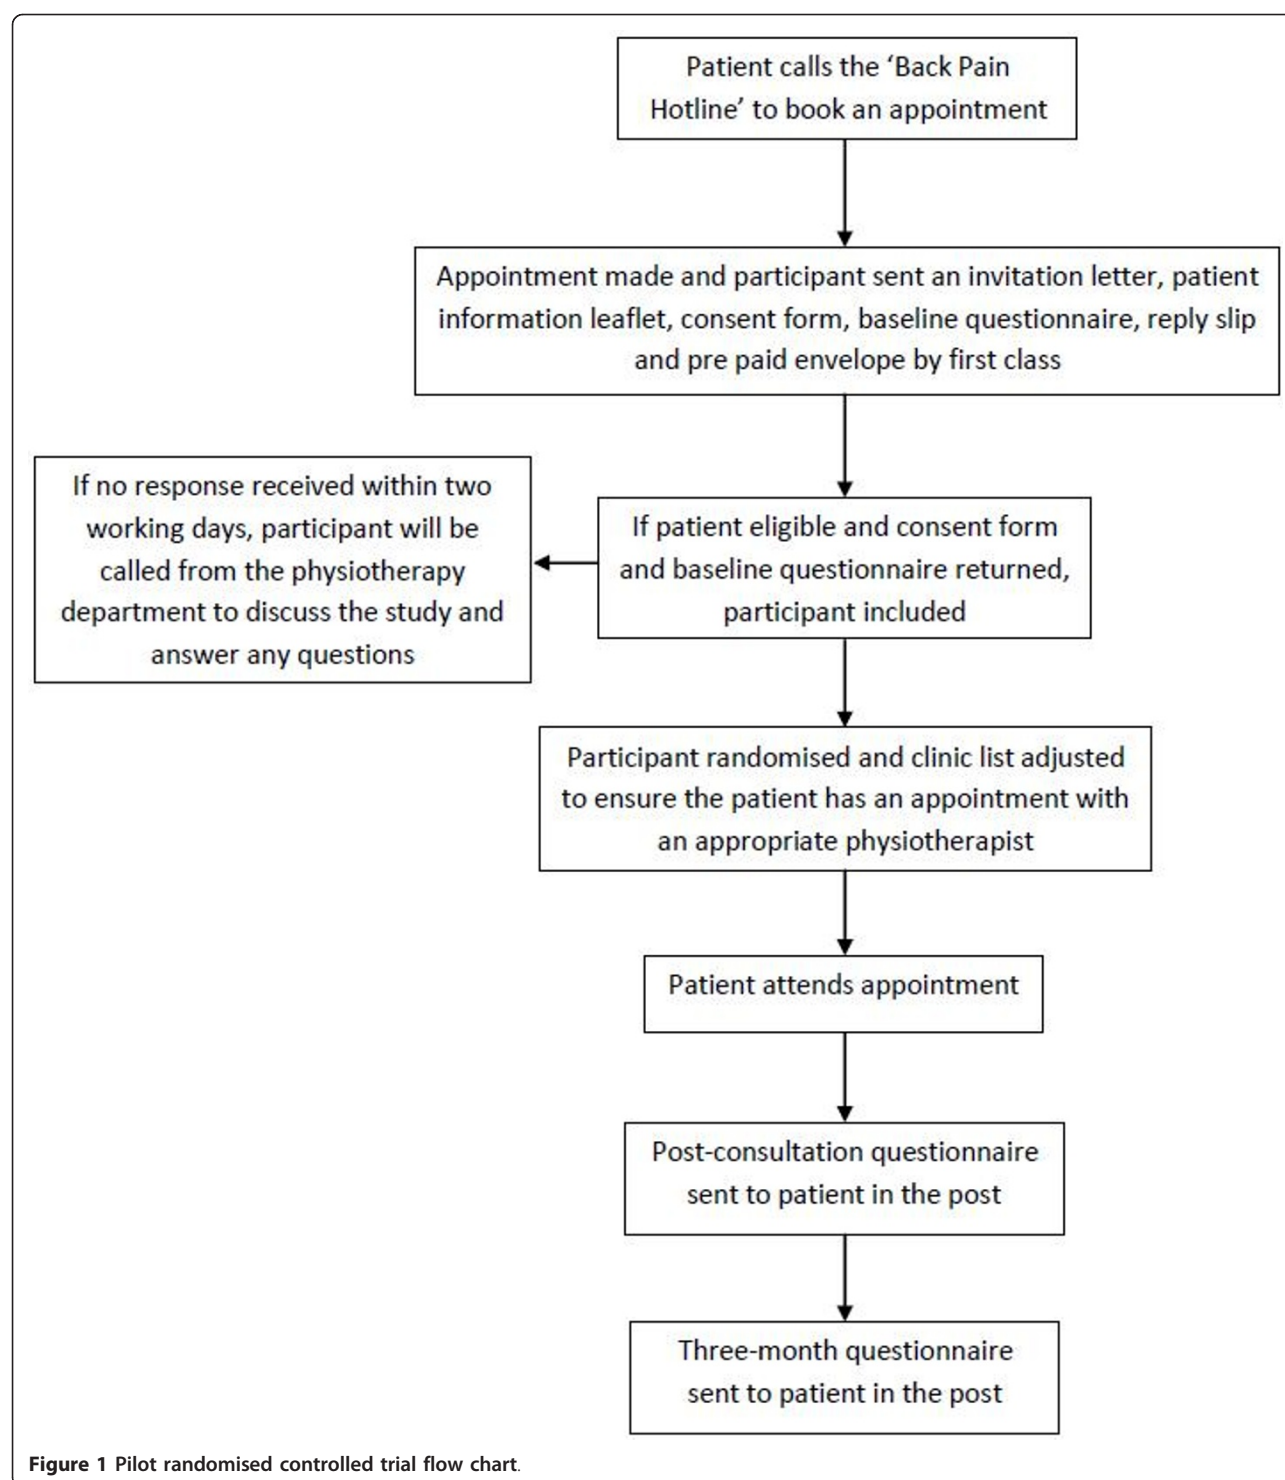 Patient calls the ‘Back Pain
Hotline’ to book an appointment
Appointment made and participant sent an invitation letter, patient
information leaflet, consent form, baseline questionnaire, reply slip
and pre paid envelope by first class
If no response received within two
working days, participant will be
called from the physiotherapy
department to discuss the study and
answer any questions
If patient eligible and consent form
and baseline questionnaire returned,
participant included
Participant randomised and clinic list adjusted
to ensure the patient has an appointment with
an appropriate physiotherapist
Patient attends appointment
Post-consultation questionnaire
sent to patient in the post
Three-month questionnaire
sent to patient in the post
Figure 1 Pilot randomised controlled trial flow chart.